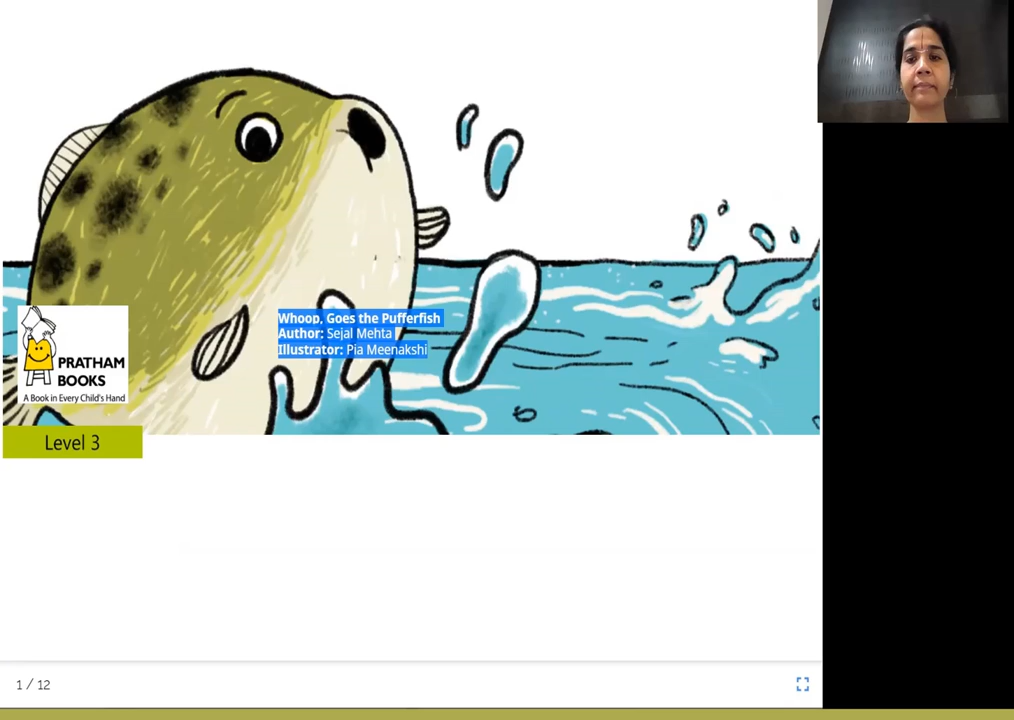 Whoop, Goes the Pufferfish
Author: Sejal Mehta
Illustrator: Pia Meenakshi
PRATHAM
BOOKS
A Book in Every Child's Hand
Level 3
1 / 12